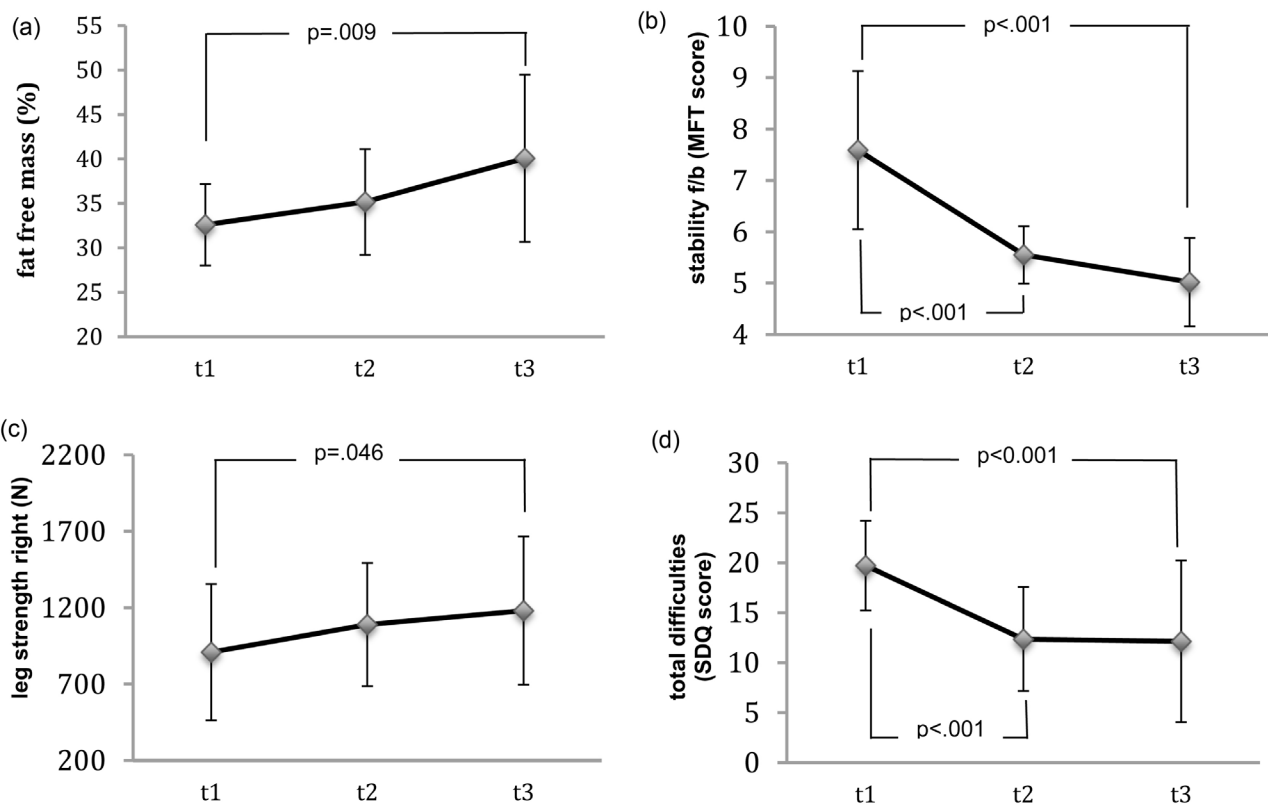 (a)
p=.009
fat free mass (%)
55
50
45
40
35
30
25
20
t1 t2 t3
(b)
p<.001
stability f/b (MFT score)
10
9
8
7
6
5
4
p<.001
t1 t2 t3
(c)
p=.046
leg strength right (N)
2200
1700
1200
700
200
t1 t2 t3
(d)
p<0.001
total difficulties
(SDQ score)
30
25
20
15
10
5
0
p<.001
t1 t2 t3